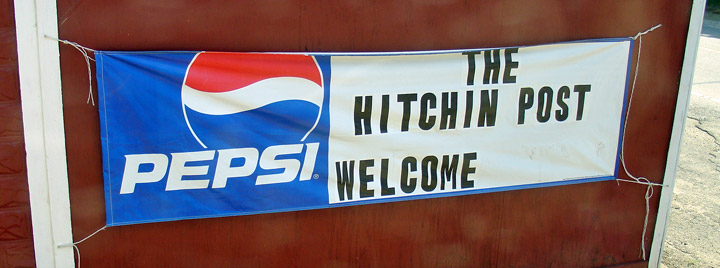 PEPSI®
THE
HITCHIN POST
WELCOME